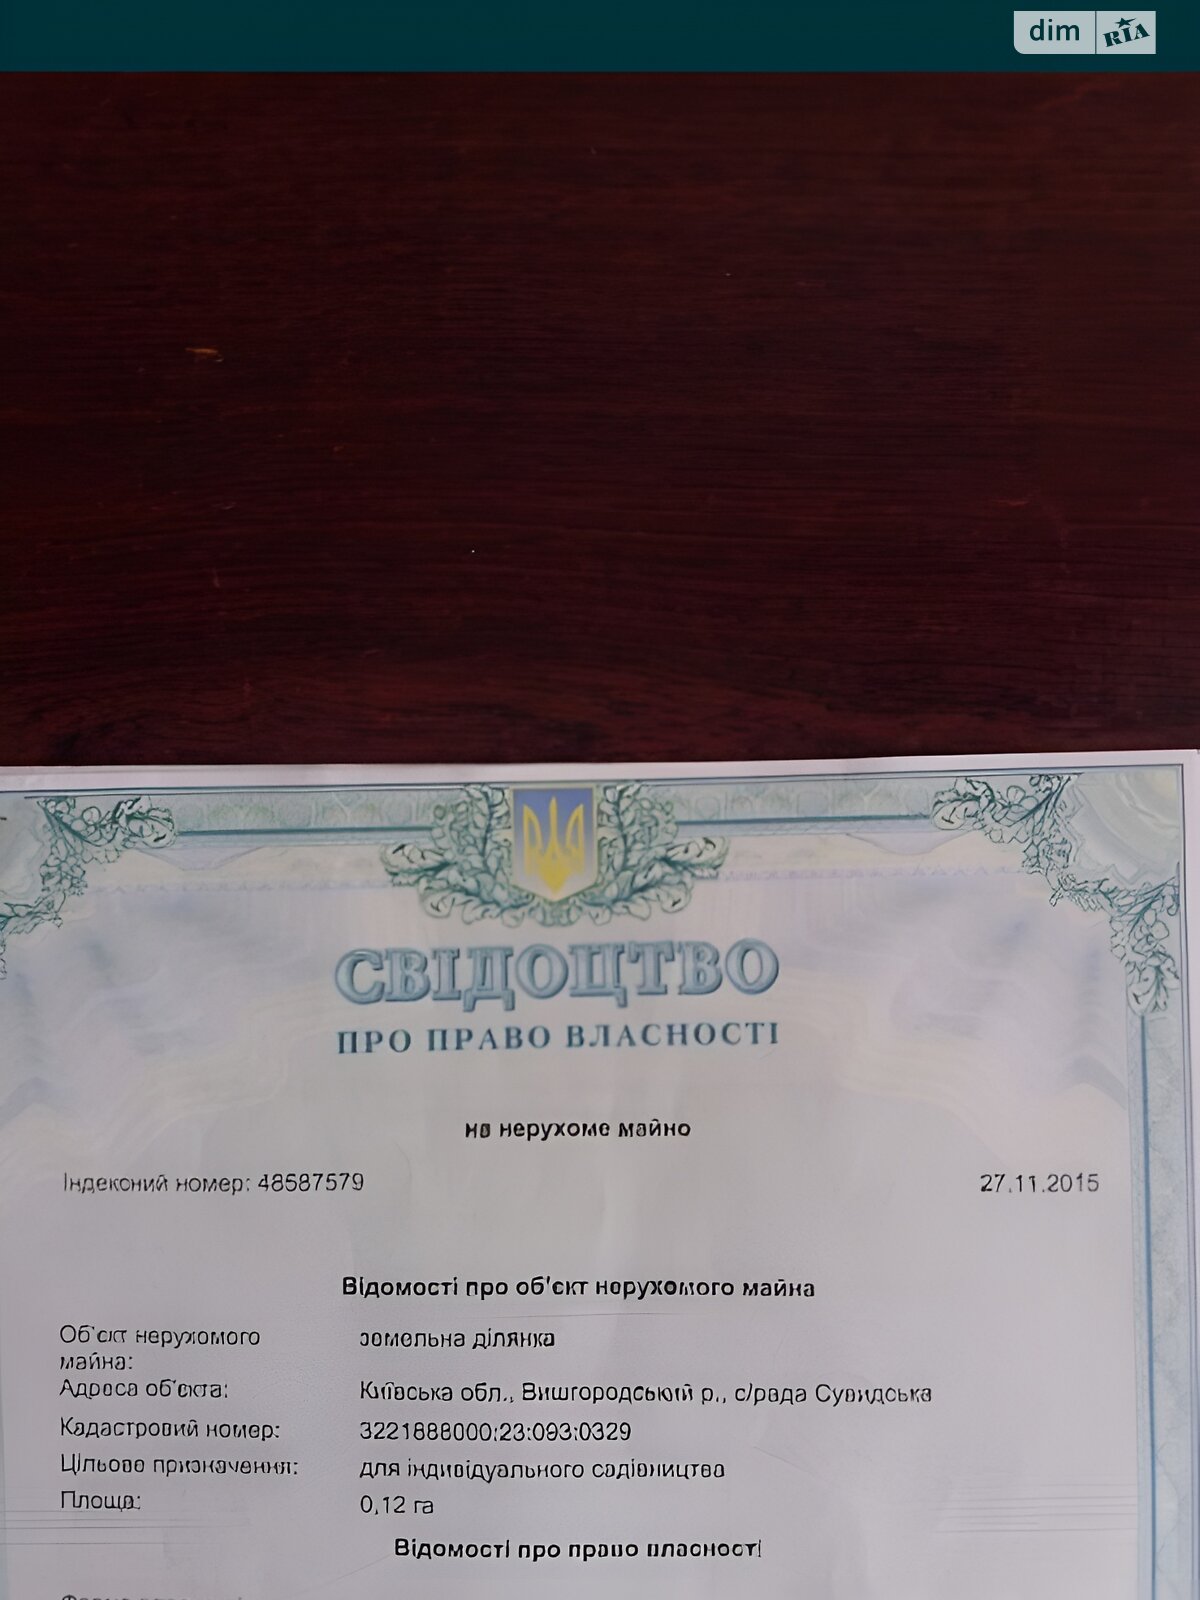 dim RIA
СВІДОЦТВО
ПРО ПРАВО ВЛАСНОСТІ
на нерухоме майно
Індексний номер: 48587579 27.11.2015
Відомості про об'єкт нерухомого майна
Об'єкт нерухомого земельна ділянка
майна:
Адреса об'єкта: Київська обл., Вишгородський р., с/рада Сувидська
Кадастровий номер: 3221888000:23:093:0329
Цільове призначення: для індивідуального садівництва
Площа: 0,12 га
Відомості про право власності